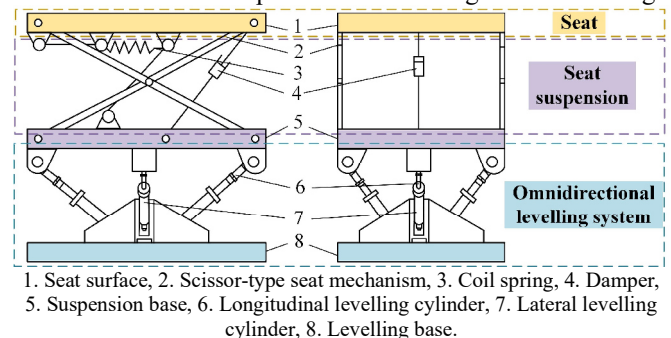 1
Seat
2
3
4
Seat
suspension
5
6
Omnidirectional
levelling system
7
8
1. Seat surface, 2. Scissor-type seat mechanism, 3. Coil spring, 4. Damper,
5. Suspension base, 6. Longitudinal levelling cylinder, 7. Lateral levelling
cylinder, 8. Levelling base.